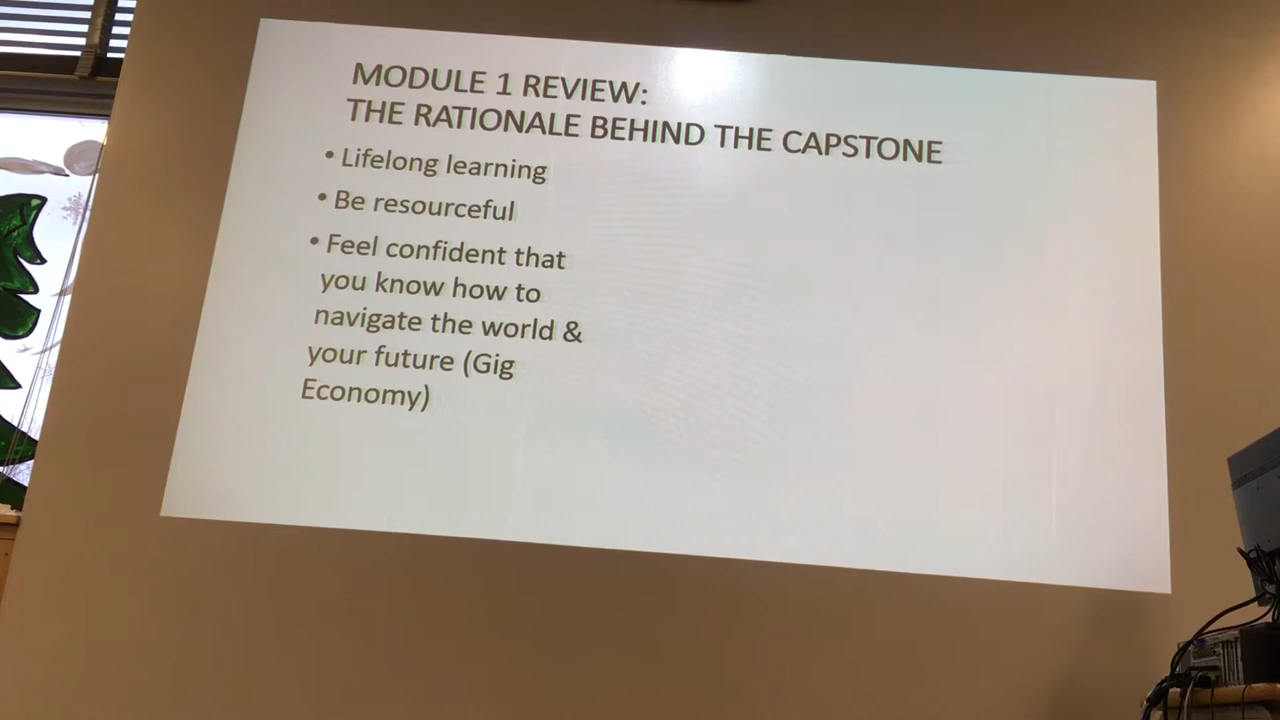 MODULE 1 REVIEW:
THE RATIONALE BEHIND THE CAPSTONE
• Lifelong learning
• Be resourceful
• Feel confident that
you know how to
navigate the world &
your future (Gig
Economy)